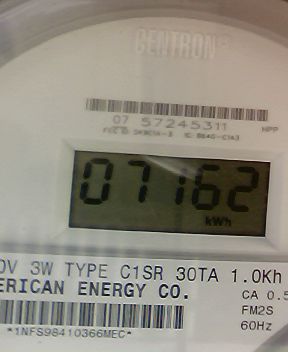 CENTRON®
07 57245311
HPP
07162
kWh
0V 3W TYPE C1SR 30TA 1.0Kh
ERICAN ENERGY CO.
CA 0.5
FM2S
60Hz
*1NFS98410366MEC*